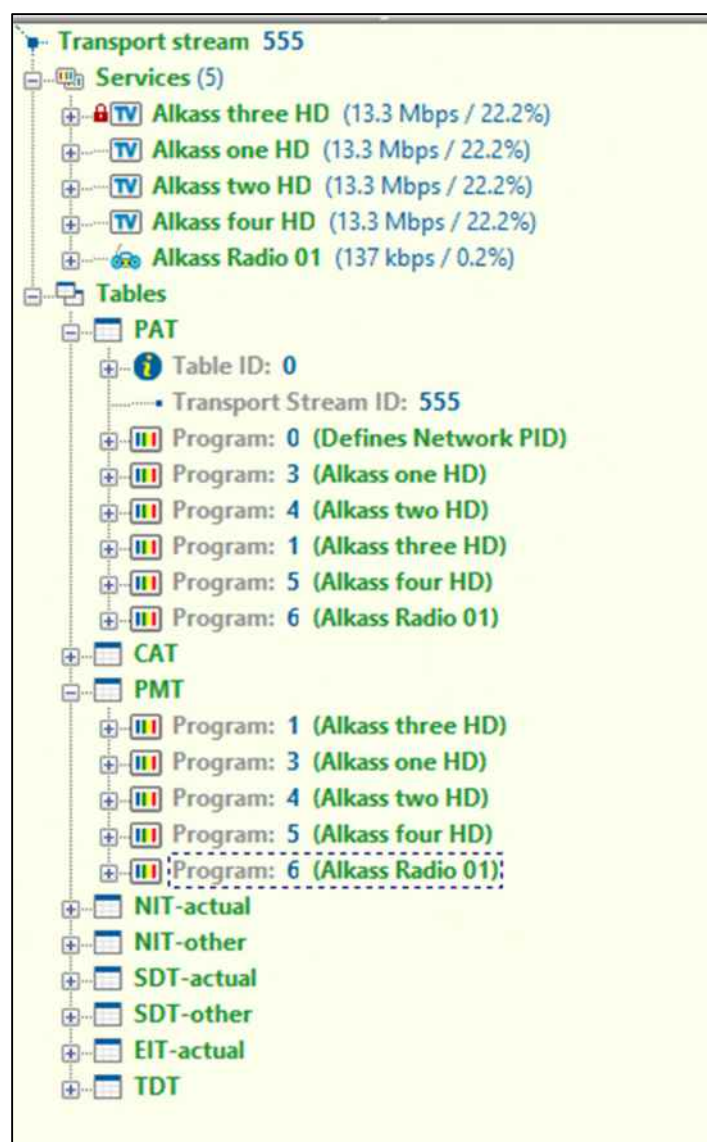 Transport stream 555
Services (5)
TV Alkass three HD (13.3 Mbps / 22.2%)
TV Alkass one HD (13.3 Mbps / 22.2%)
TV Alkass two HD (13.3 Mbps / 22.2%)
TV Alkass four HD (13.3 Mbps / 22.2%)
Alkass Radio 01 (137 kbps / 0.2%)
Tables
PAT
Table ID: 0
Transport Stream ID: 555
Program: 0 (Defines Network PID)
Program: 3 (Alkass one HD)
Program: 4 (Alkass two HD)
Program: 1 (Alkass three HD)
Program: 5 (Alkass four HD)
Program: 6 (Alkass Radio 01)
CAT
PMT
Program: 1 (Alkass three HD)
Program: 3 (Alkass one HD)
Program: 4 (Alkass two HD)
Program: 5 (Alkass four HD)
Program: 6 (Alkass Radio 01)
NIT-actual
NIT-other
SDT-actual
SDT-other
EIT-actual
TDT